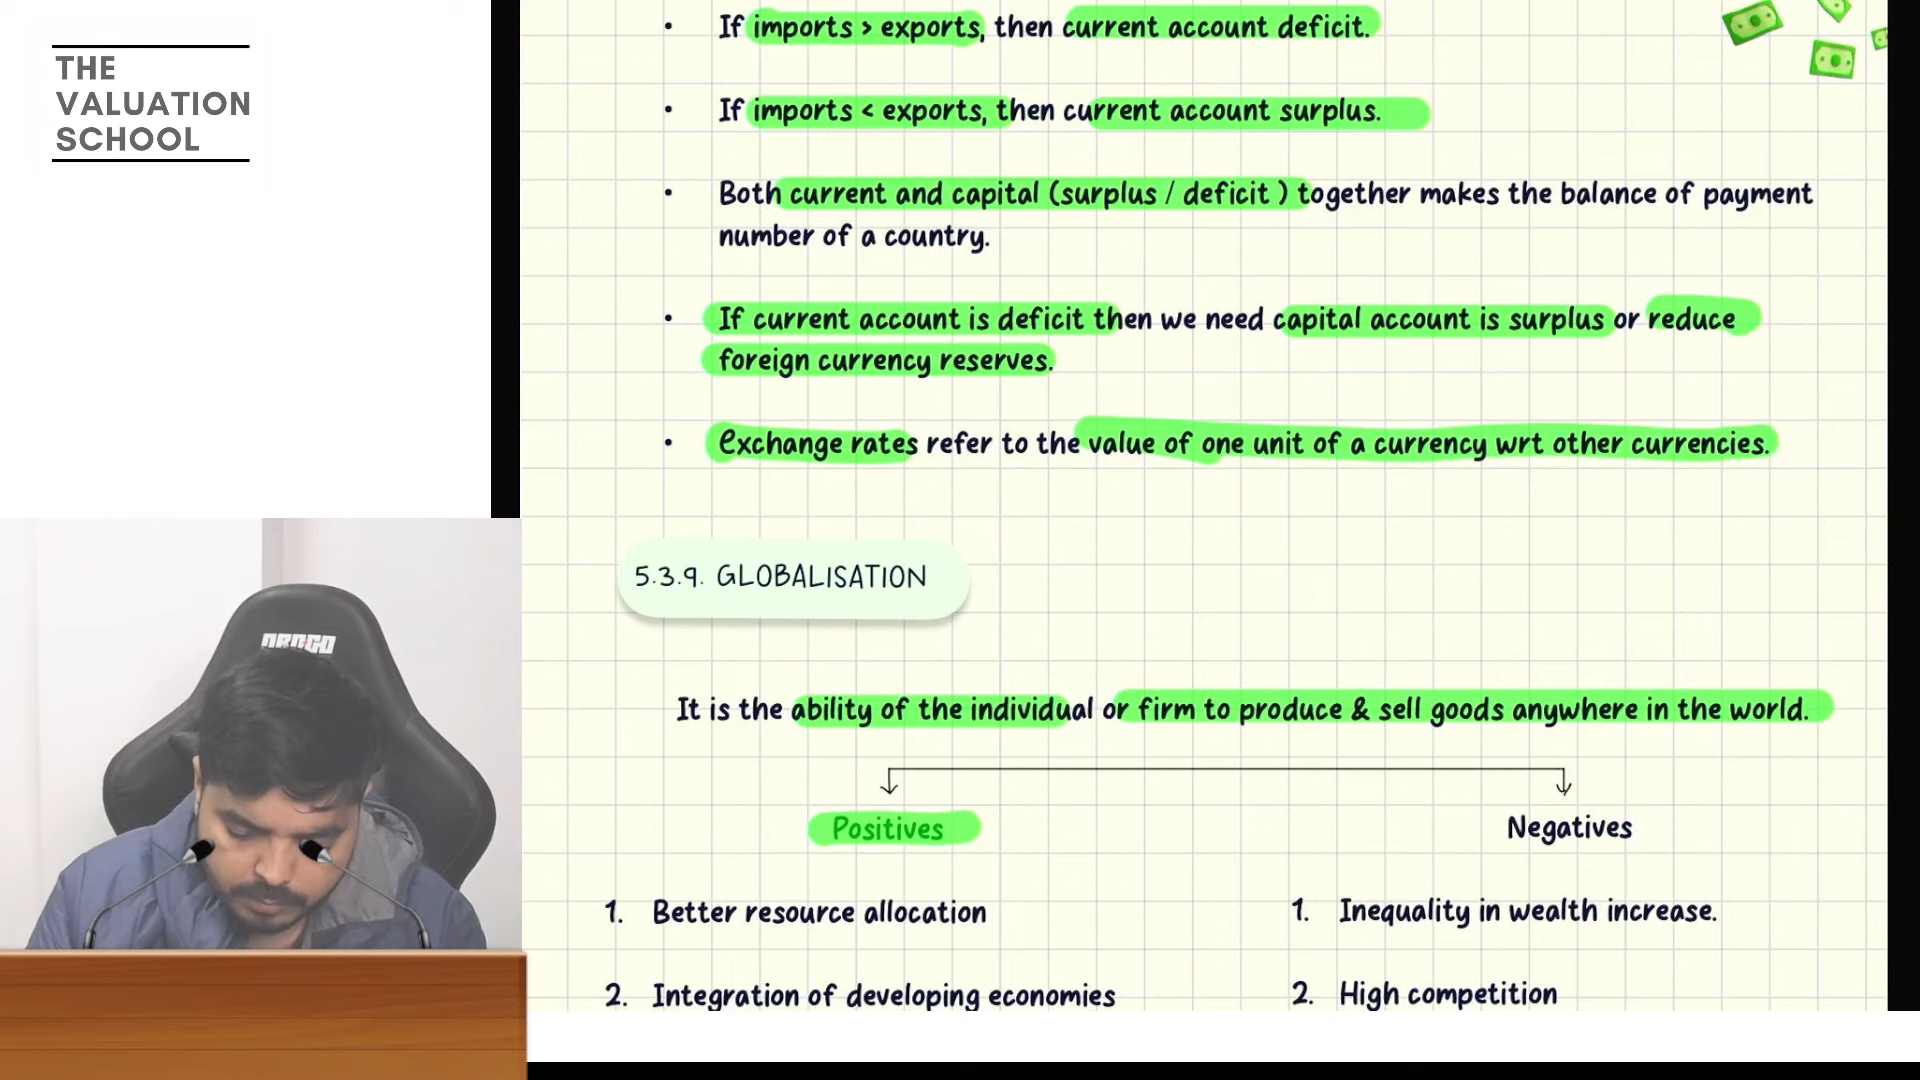 THE
VALUATION
SCHOOL
• If imports > exports, then current account deficit.
• If imports < exports, then current account surplus.
• Both current and capital (surplus / deficit ) together makes the balance of payment
number of a country.
• If current account is deficit then we need capital account is surplus or reduce
foreign currency reserves.
• Exchange rates refer to the value of one unit of a currency wrt other currencies.
5.3.9. GLOBALISATION
It is the ability of the individual or firm to produce & sell goods anywhere in the world.
Positives
Negatives
1. Better resource allocation
1. Inequality in wealth increase.
2. Integration of developing economies
2. High competition